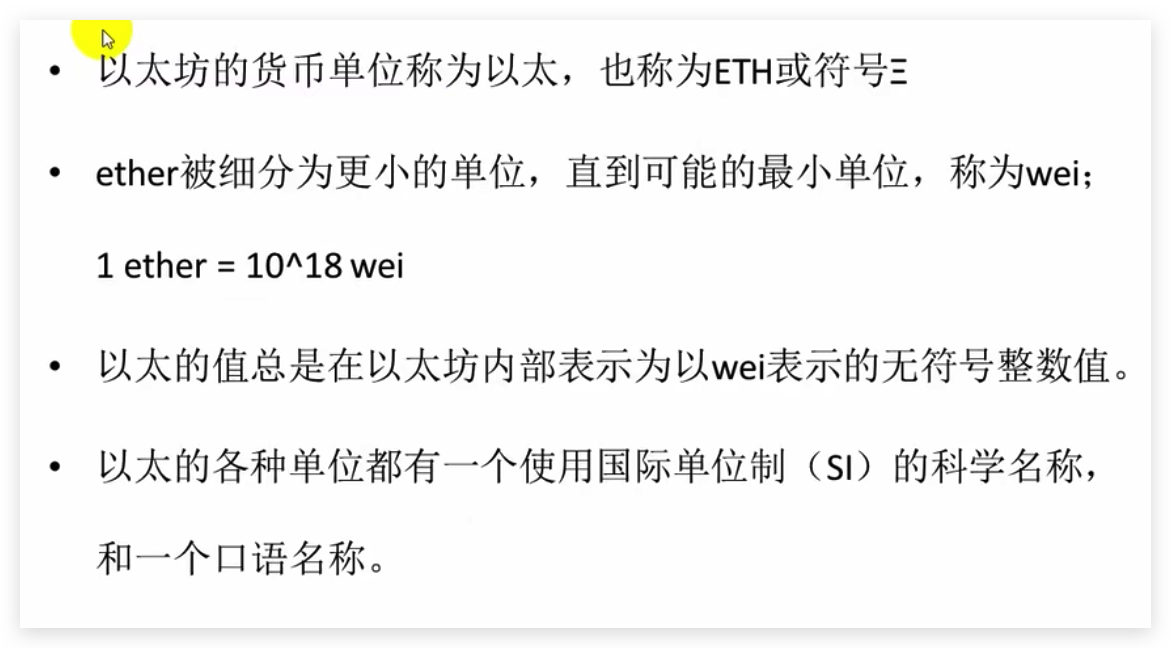 • 以太坊的货币单位称为以太，也称为ETH或符号Ξ
• ether被细分为更小的单位，直到可能的最小单位，称为wei；
1 ether = 10^18 wei
• 以太的值总是在以太坊内部表示为以wei表示的无符号整数值。
• 以太的各种单位都有一个使用国际单位制（SI）的科学名称，
和一个口语名称。